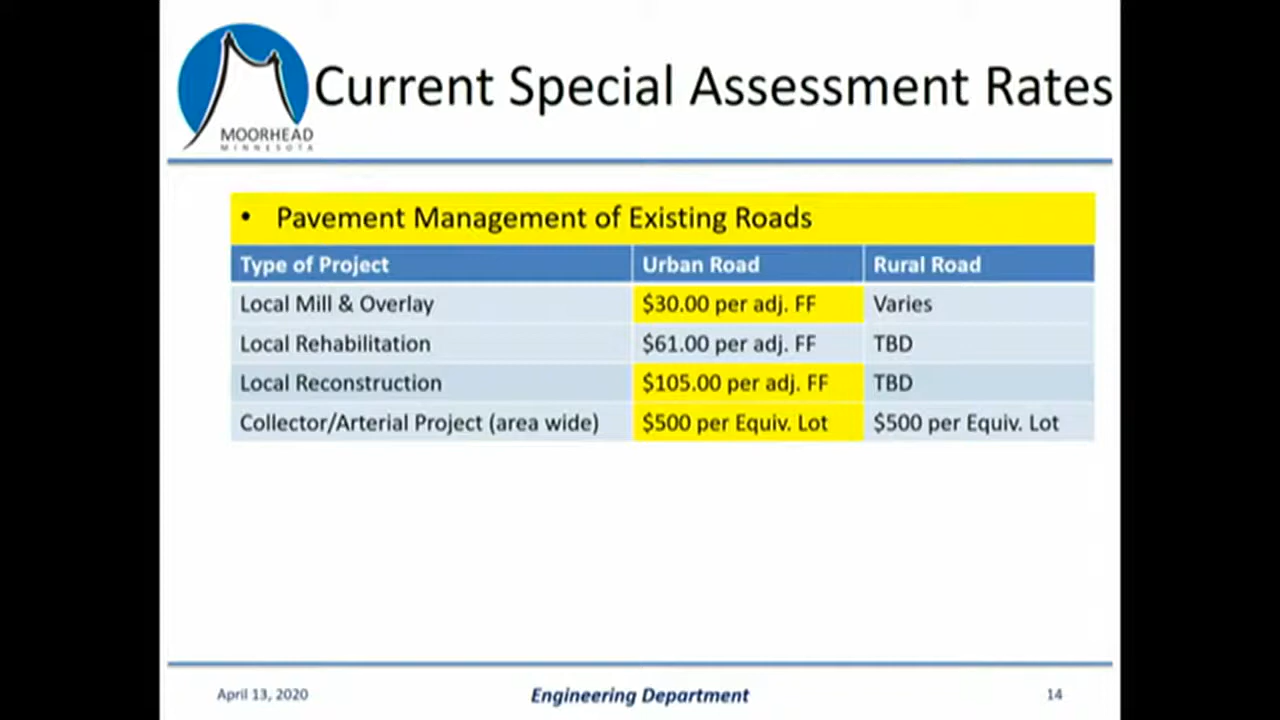 Current Special Assessment Rates
MOORHEAD
MINNESOTA
• Pavement Management of Existing Roads
Type of Project Urban Road Rural Road
Local Mill & Overlay $30.00 per adj. FF Varies
Local Rehabilitation $61.00 per adj. FF TBD
Local Reconstruction $105.00 per adj. FF TBD
Collector/Arterial Project (area wide) $500 per Equiv. Lot $500 per Equiv. Lot
April 13, 2020 Engineering Department 14